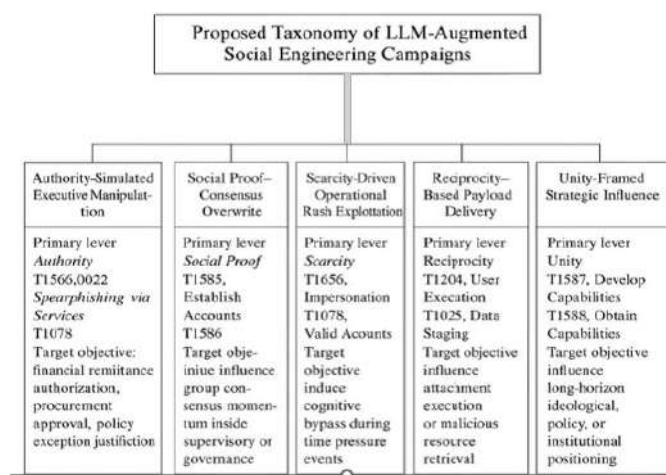 Proposed Taxonomy of LLM-Augmented
Social Engineering Campaigns
Authority-Simulated
Executive Manipulat-
tion
Primary lever
Authority
T1566,0022
Spearphishing via
Services
T1078
Target objective:
financial remiitance
authorization,
procurement
approval, policy
exception justifiction
Social Proof–
Consensus
Overwrite
Primary lever
Social Proof
T1585,
Establish
Accounts
T1586
Target obje-
iniue influence
group con-
sensus momen-
tum inside
supervisory or
governance
Scarcity-Driven
Operational
Rush Explottation
Primary lever
Scarcity
T1656,
Impersonation
T1078,
Valid Acounts
Target
objective
induce
cognitive
bypass during
time pressure
events
Reciprocity–
Based Payload
Delivery
Primary lever
Reciprocity
T1204, User
Execution
T1025, Data
Staging
Target objective
influence
attachment
execution
or malicious
resource
retrieval
Unity-Framed
Strategic Influence
Primary lever
Unity
T1587, Develop
Capabilities
T1588, Obtain
Capabilities
Target objective
influence
long-horizon
ideological,
policy, or
institutional
positioning